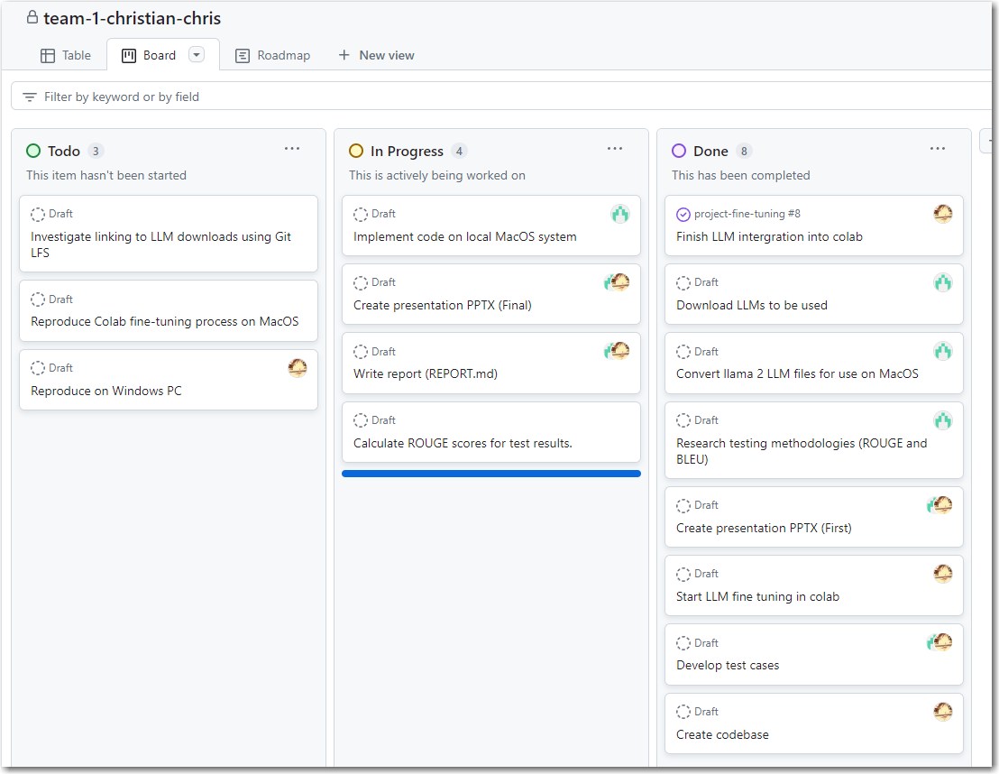 team-1-christian-chris
Table
Board
Roadmap
New view
Filter by keyword or by field
Todo 3
This item hasn't been started
Draft
Investigate linking to LLM downloads using Git
LFS
Draft
Reproduce Colab fine-tuning process on MacOS
Draft
Reproduce on Windows PC
In Progress 4
This is actively being worked on
Draft
Implement code on local MacOS system
Draft
Create presentation PPTX (Final)
Draft
Write report (REPORT.md)
Draft
Calculate ROUGE scores for test results.
Done 8
This has been completed
project-fine-tuning #8
Finish LLM intergration into colab
Draft
Download LLMs to be used
Draft
Convert llama 2 LLM files for use on MacOS
Draft
Research testing methodologies (ROUGE and
BLEU)
Draft
Create presentation PPTX (First)
Draft
Start LLM fine tuning in colab
Draft
Develop test cases
Draft
Create codebase